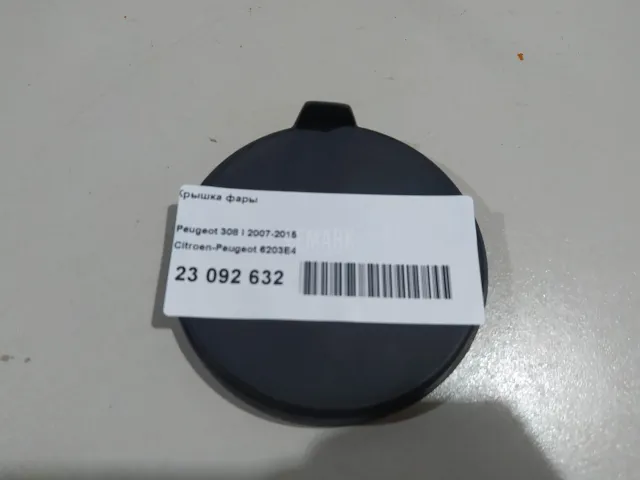 Крышка фары
Peugeot 308 I 2007-2015
Citroen-Peugeot 6203E4
23 092 632